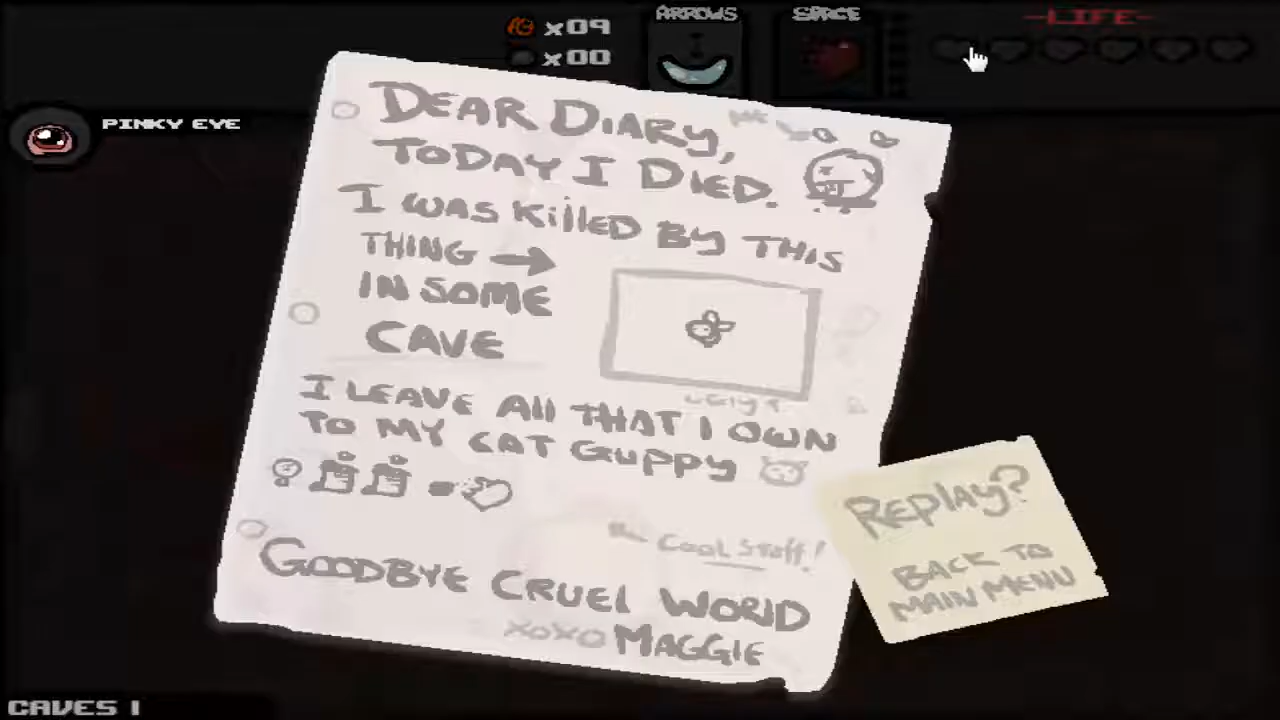 x09
x00
ARROWS
SPACE
-LIFE-
PINKY EYE
DEAR DIARY,
TODAY I DIED.
I WAS KillED BY THIS
THING
IN SOME
CAVE
I LEAVE All THAT I OWN
TO MY CAT GUPPY
COOL STUFF!
GOODBYE CRUEL WORLD
XOXO MAGGIE
REPlAY?
BACK TO
MAIN MENU
CAVES I